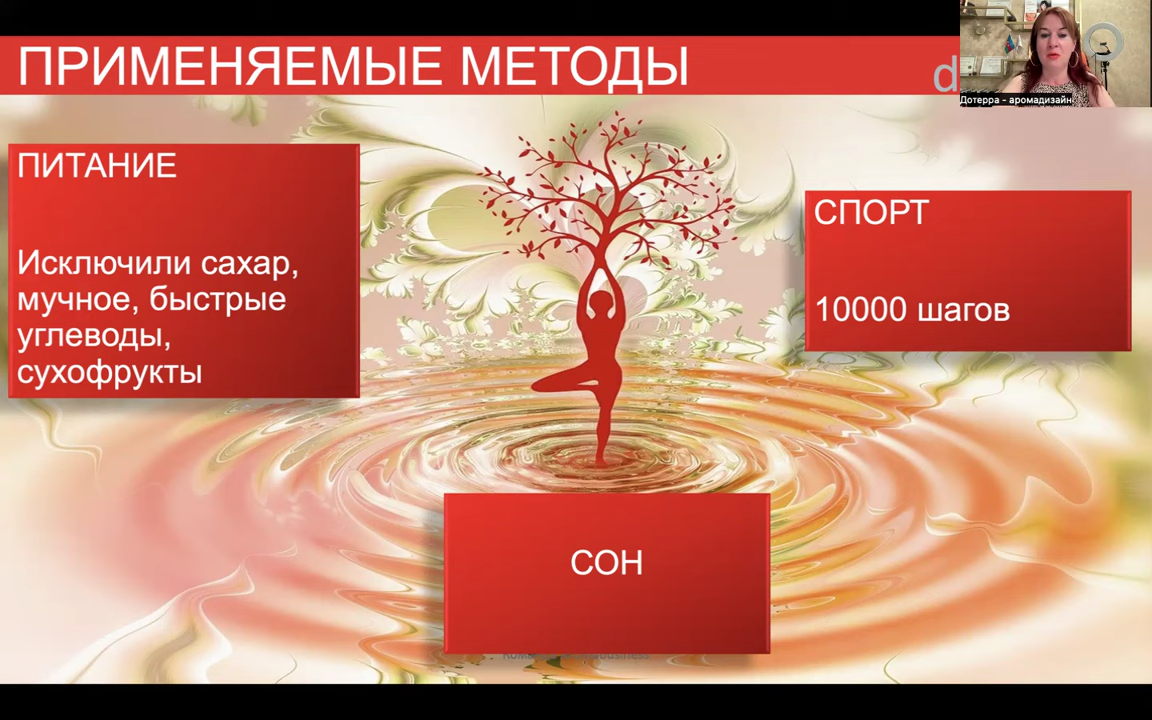 ПРИМЕНЯЕМЫЕ МЕТОДЫ
d
Дотерра - аромадизайн
ПИТАНИЕ
Исключили сахар,
мучное, быстрые
углеводы,
сухофрукты
СПОРТ
10000 шагов
СОН